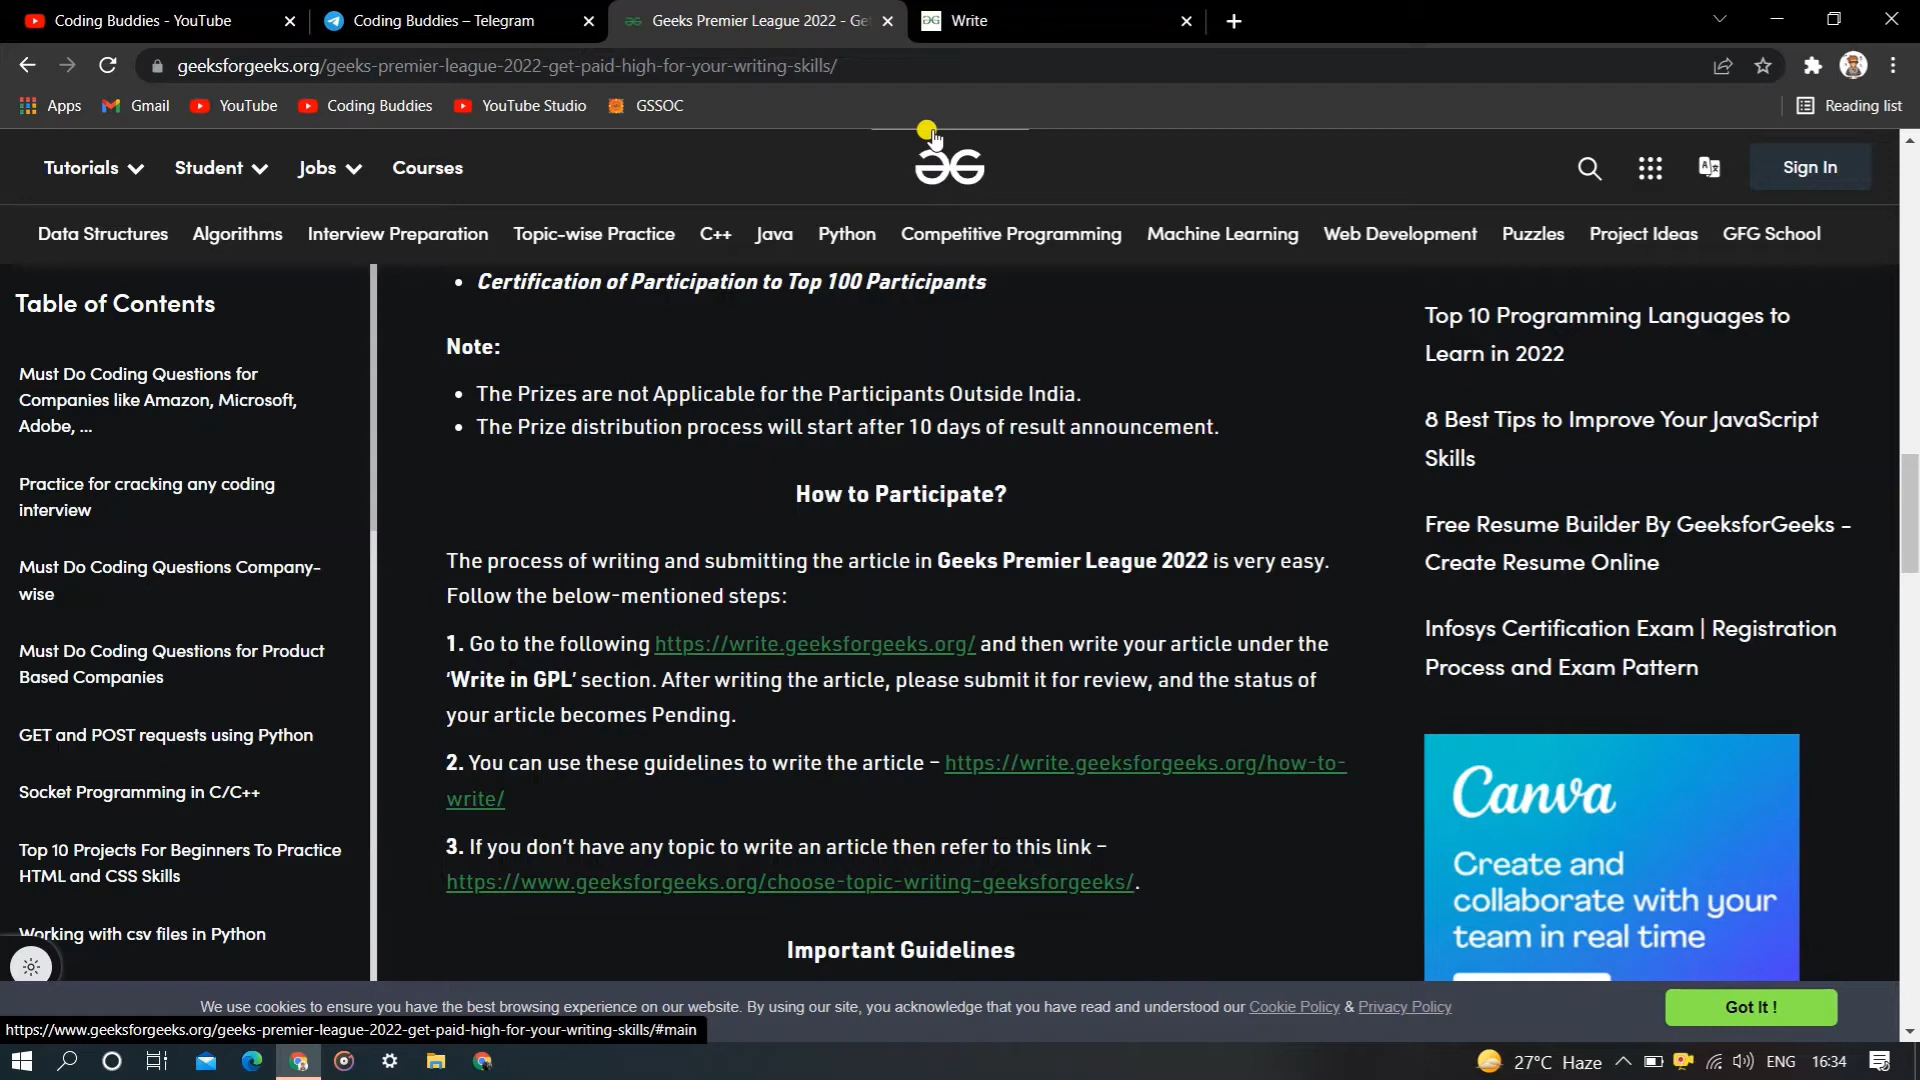 Coding Buddies - YouTube
Coding Buddies – Telegram
Geeks Premier League 2022 - Ge
Write
geeksforgeeks.org/geeks-premier-league-2022-get-paid-high-for-your-writing-skills/
Apps
Gmail
YouTube
Coding Buddies
YouTube Studio
GSSOC
Reading list
Tutorials
Student
Jobs
Courses
Sign In
Data Structures
Algorithms
Interview Preparation
Topic-wise Practice
C++
Java
Python
Competitive Programming
Machine Learning
Web Development
Puzzles
Project Ideas
GFG School
Table of Contents
Must Do Coding Questions for
Companies like Amazon, Microsoft,
Adobe, ...
Practice for cracking any coding
interview
Must Do Coding Questions Company-
wise
Must Do Coding Questions for Product
Based Companies
GET and POST requests using Python
Socket Programming in C/C++
Top 10 Projects For Beginners To Practice
HTML and CSS Skills
Working with csv files in Python
• Certification of Participation to Top 100 Participants
Note:
• The Prizes are not Applicable for the Participants Outside India.
• The Prize distribution process will start after 10 days of result announcement.
How to Participate?
The process of writing and submitting the article in Geeks Premier League 2022 is very easy.
Follow the below-mentioned steps:
1. Go to the following https://write.geeksforgeeks.org/ and then write your article under the
‘Write in GPL’ section. After writing the article, please submit it for review, and the status of
your article becomes Pending.
2. You can use these guidelines to write the article – https://write.geeksforgeeks.org/how-to-
write/
3. If you don’t have any topic to write an article then refer to this link –
https://www.geeksforgeeks.org/choose-topic-writing-geeksforgeeks/.
Important Guidelines
Top 10 Programming Languages to
Learn in 2022
8 Best Tips to Improve Your JavaScript
Skills
Free Resume Builder By GeeksforGeeks -
Create Resume Online
Infosys Certification Exam | Registration
Process and Exam Pattern
Canva
Create and
collaborate with your
team in real time
We use cookies to ensure you have the best browsing experience on our website. By using our site, you acknowledge that you have read and understood our Cookie Policy & Privacy Policy
Got It !
https://www.geeksforgeeks.org/geeks-premier-league-2022-get-paid-high-for-your-writing-skills/#main
27°C Haze
ENG
16:34